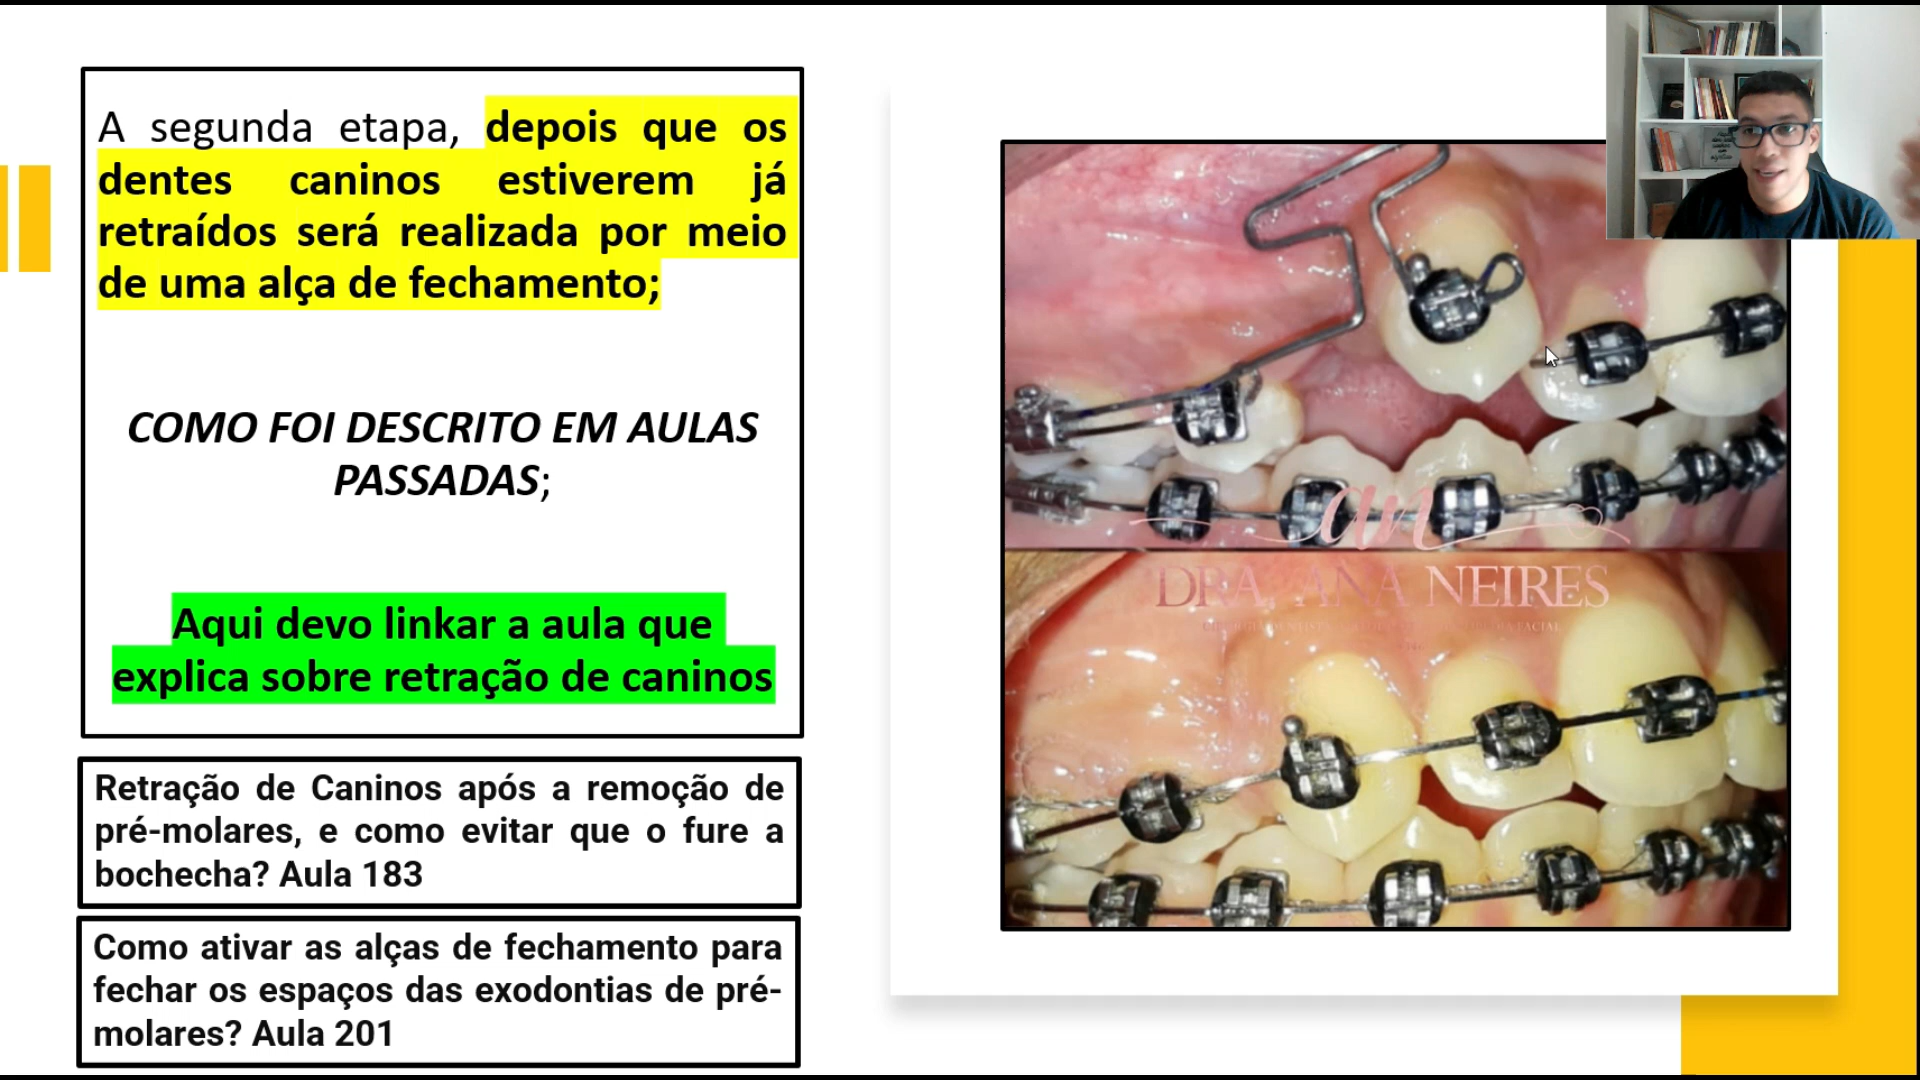 A segunda etapa, depois que os
dentes caninos estiverem já
retraídos será realizada por meio
de uma alça de fechamento;
COMO FOI DESCRITO EM AULAS
PASSADAS;
Aqui devo linkar a aula que
explica sobre retração de caninos
Retração de Caninos após a remoção de
pré-molares, e como evitar que o fure a
bochecha? Aula 183
Como ativar as alças de fechamento para
fechar os espaços das exodontias de pré-
molares? Aula 201
an
DRA. ANA NEIRES